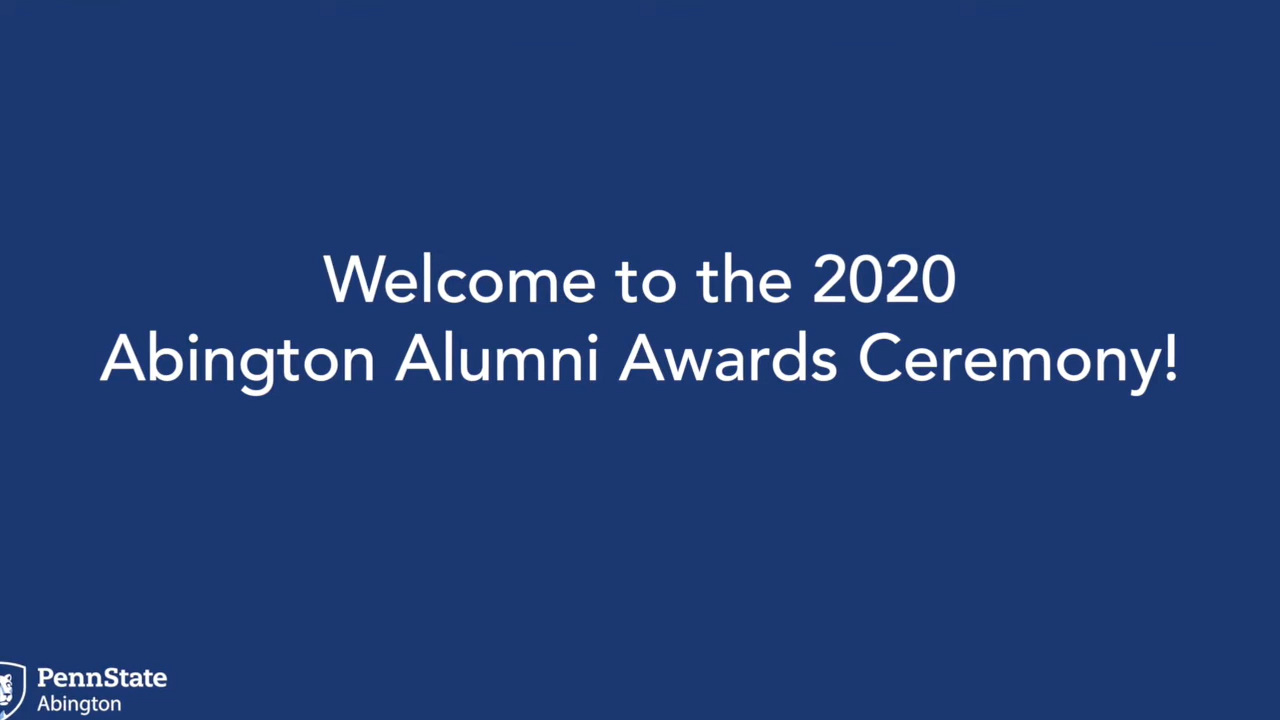 Welcome to the 2020
Abington Alumni Awards Ceremony!
PennState
Abington